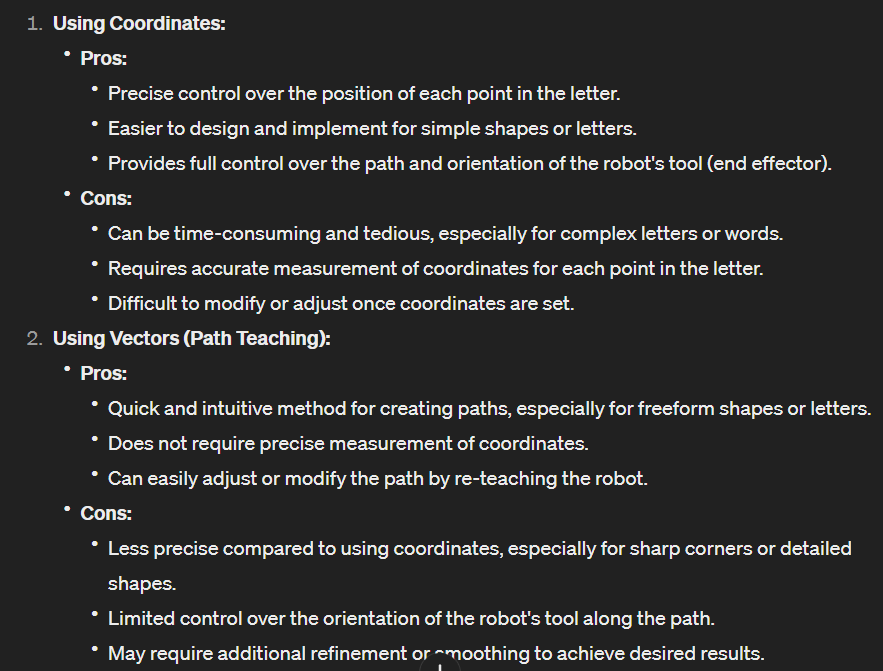 1. Using Coordinates:
• Pros:
• Precise control over the position of each point in the letter.
• Easier to design and implement for simple shapes or letters.
• Provides full control over the path and orientation of the robot's tool (end effector).
• Cons:
• Can be time-consuming and tedious, especially for complex letters or words.
• Requires accurate measurement of coordinates for each point in the letter.
• Difficult to modify or adjust once coordinates are set.
2. Using Vectors (Path Teaching):
• Pros:
• Quick and intuitive method for creating paths, especially for freeform shapes or letters.
• Does not require precise measurement of coordinates.
• Can easily adjust or modify the path by re-teaching the robot.
• Cons:
• Less precise compared to using coordinates, especially for sharp corners or detailed
shapes.
• Limited control over the orientation of the robot's tool along the path.
• May require additional refinement or smoothing to achieve desired results.